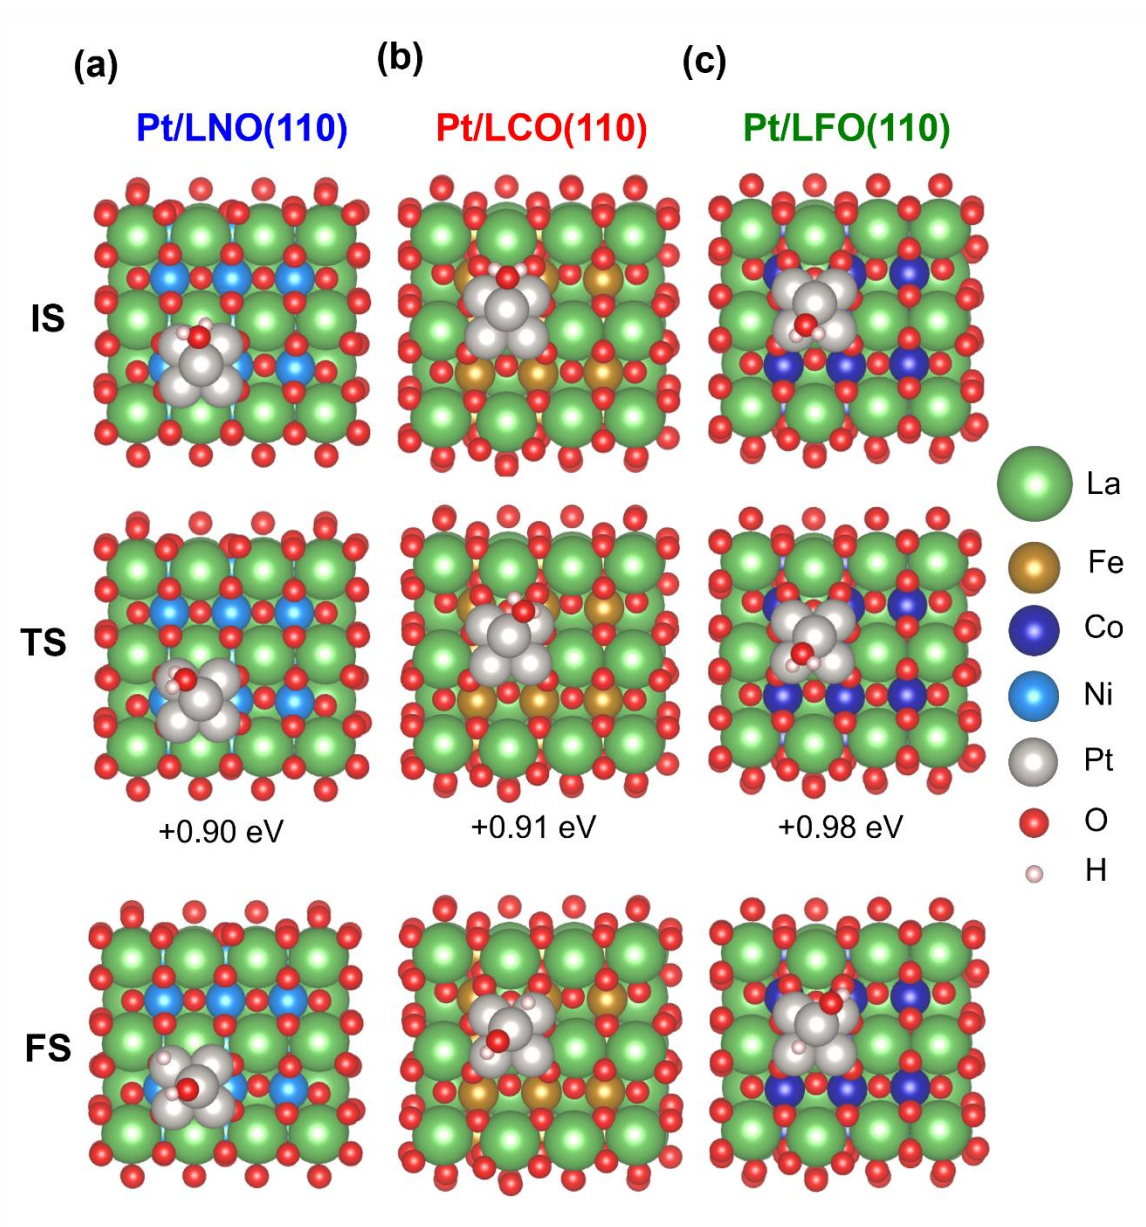 (a) (b) (c)
Pt/LNO(110) Pt/LCO(110) Pt/LFO(110)
IS
La
Fe
TS
Co
Ni
Pt
+0.90 eV +0.91 eV +0.98 eV
O
H
FS